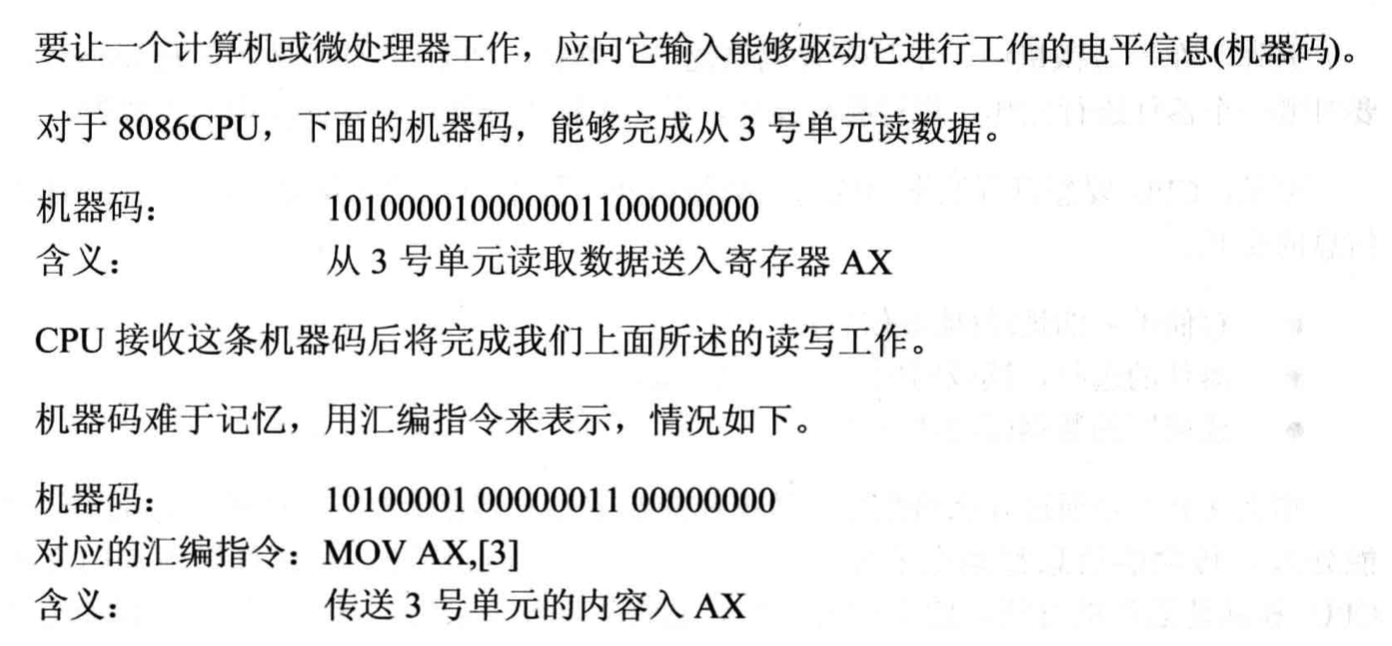 要让一个计算机或微处理器工作，应向它输入能够驱动它进行工作的电平信息(机器码)。
对于 8086CPU，下面的机器码，能够完成从 3 号单元读数据。
机器码： 101000010000001100000000
含义： 从 3 号单元读取数据送入寄存器 AX
CPU 接收这条机器码后将完成我们上面所述的读写工作。
机器码难于记忆，用汇编指令来表示，情况如下。
机器码： 10100001 00000011 00000000
对应的汇编指令：MOV AX,[3]
含义： 传送 3 号单元的内容入 AX